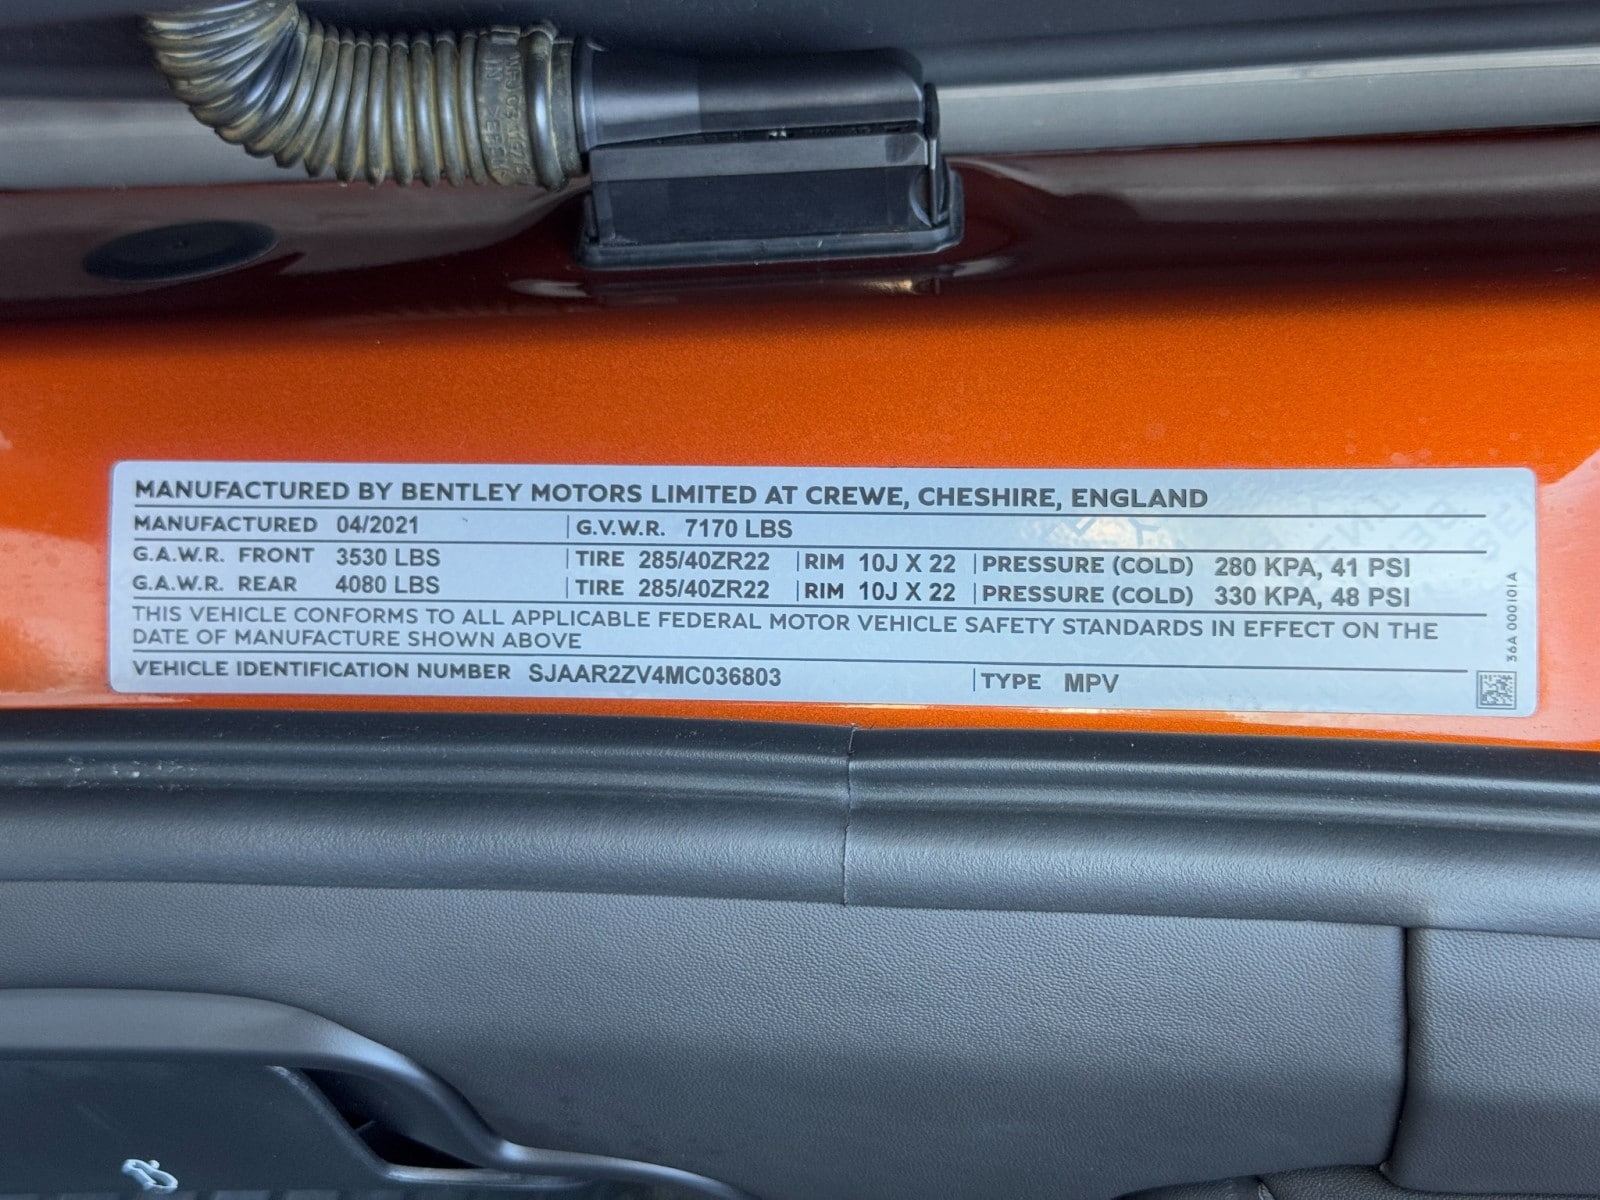 MANUFACTURED BY BENTLEY MOTORS LIMITED AT CREWE, CHESHIRE, ENGLAND
MANUFACTURED 04/2021 G.V.W.R. 7170 LBS
G.A.W.R. FRONT 3530 LBS TIRE 285/40ZR22 RIM 10J X 22 PRESSURE (COLD) 280 KPA, 41 PSI
G.A.W.R. REAR 4080 LBS TIRE 285/40ZR22 RIM 10J X 22 PRESSURE (COLD) 330 KPA, 48 PSI
THIS VEHICLE CONFORMS TO ALL APPLICABLE FEDERAL MOTOR VEHICLE SAFETY STANDARDS IN EFFECT ON THE
DATE OF MANUFACTURE SHOWN ABOVE
VEHICLE IDENTIFICATION NUMBER SJAAR2ZV4MC036803 TYPE MPV
36A 000101A